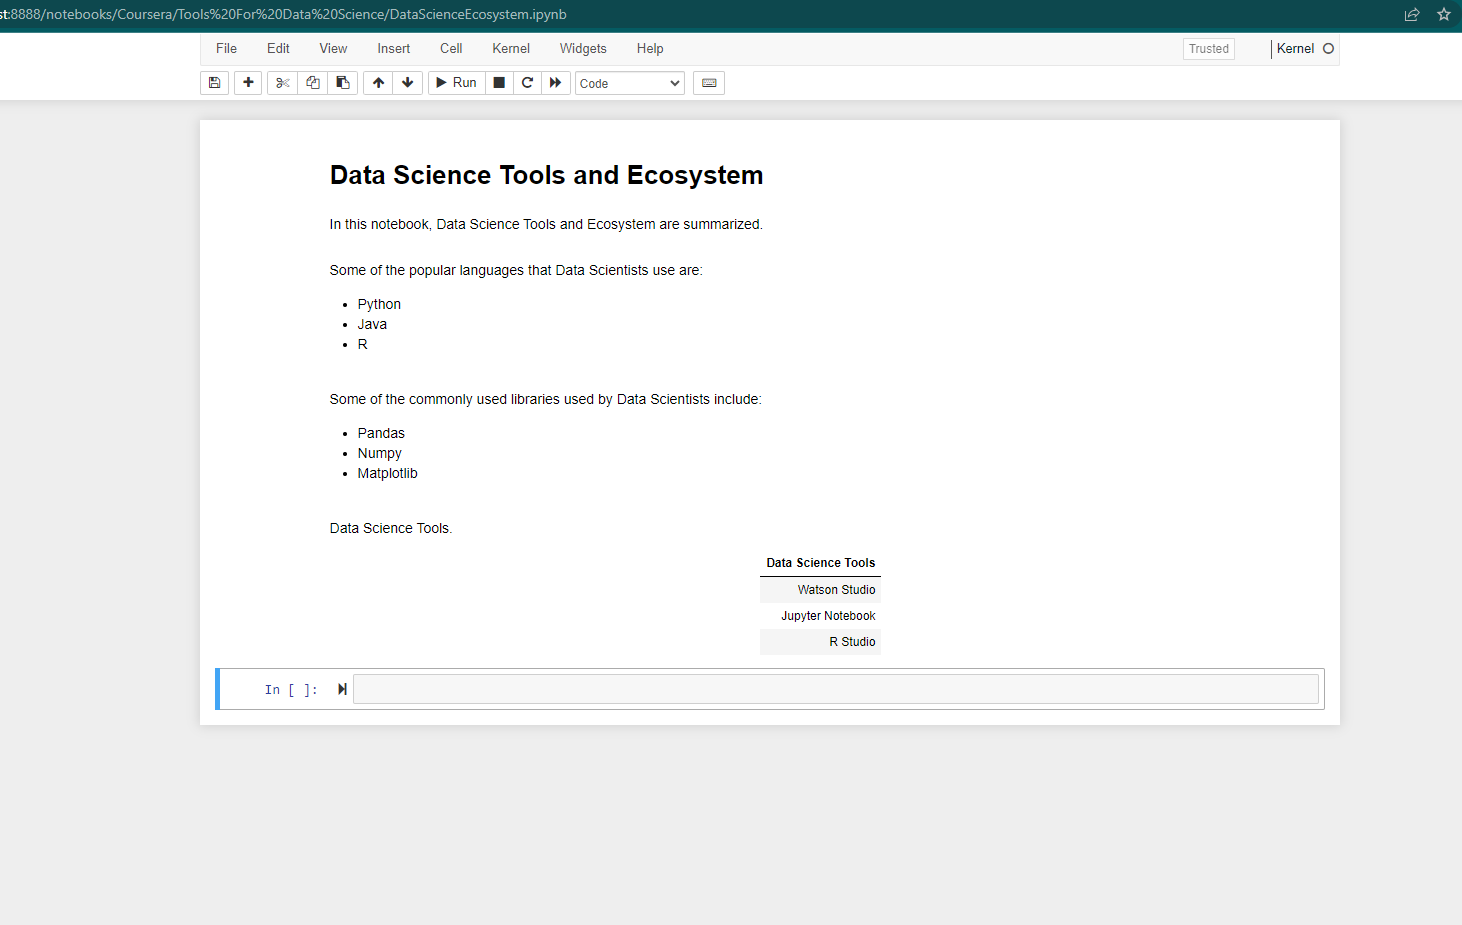 st:8888/notebooks/Coursera/Tools%20For%20Data%20Science/DataScienceEcosystem.ipynb
File Edit View Insert Cell Kernel Widgets Help Trusted Kernel
Run Code
Data Science Tools and Ecosystem
In this notebook, Data Science Tools and Ecosystem are summarized.
Some of the popular languages that Data Scientists use are:
Python
Java
R
Some of the commonly used libraries used by Data Scientists include:
Pandas
Numpy
Matplotlib
Data Science Tools.
Data Science Tools
Watson Studio
Jupyter Notebook
R Studio
In [ ]: